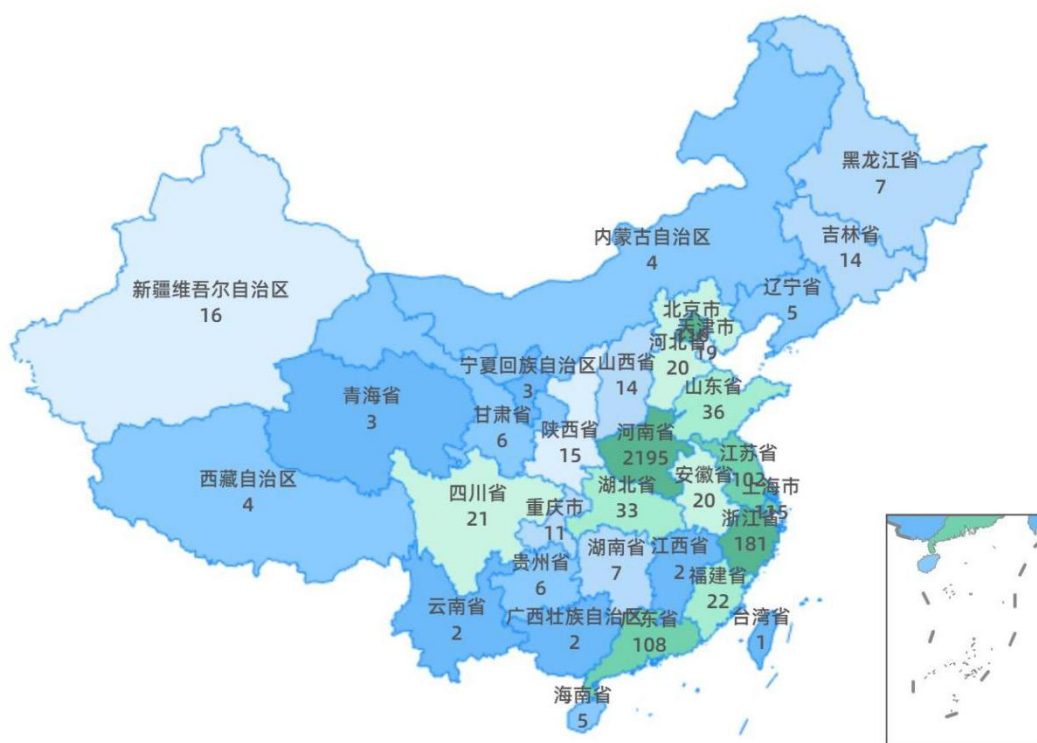 黑龙江省
7
吉林省
14
辽宁省
5
内蒙古自治区
4
新疆维吾尔自治区
16
北京市
天津市
19
河北省
20
山西省
14
山东省
36
宁夏回族自治区
3
青海省
3
甘肃省
6
陕西省
15
河南省
2195
江苏省
102
安徽省
20
上海市
115
西藏自治区
4
四川省
21
重庆市
11
湖北省
33
浙江省
181
湖南省
7
江西省
2
贵州省
6
福建省
22
云南省
2
广西壮族自治区
2
广东省
108
台湾省
1
海南省
5